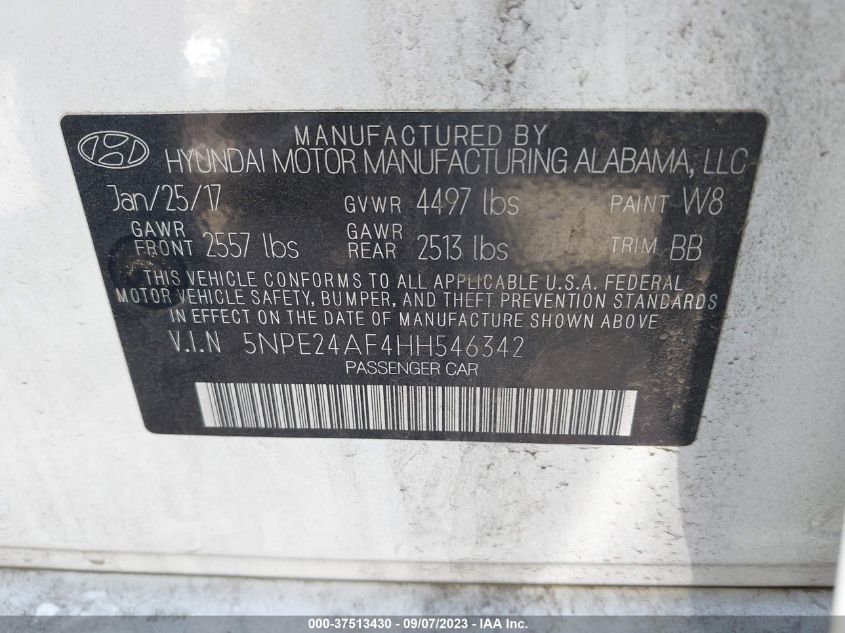 MANUFACTURED BY
HYUNDAI MOTOR MANUFACTURING ALABAMA, LLC
Jan/25/17 GVWR 4497 lbs PAINT W8
GAWR FRONT 2557 lbs GAWR REAR 2513 lbs TRIM BB
THIS VEHICLE CONFORMS TO ALL APPLICABLE U.S.A. FEDERAL
MOTOR VEHICLE SAFETY, BUMPER, AND THEFT PREVENTION STANDARDS
IN EFFECT ON THE DATE OF MANUFACTURE SHOWN ABOVE
V.I.N 5NPE24AF4HH546342
PASSENGER CAR
000-37513430 - 09/07/2023 - IAA Inc.